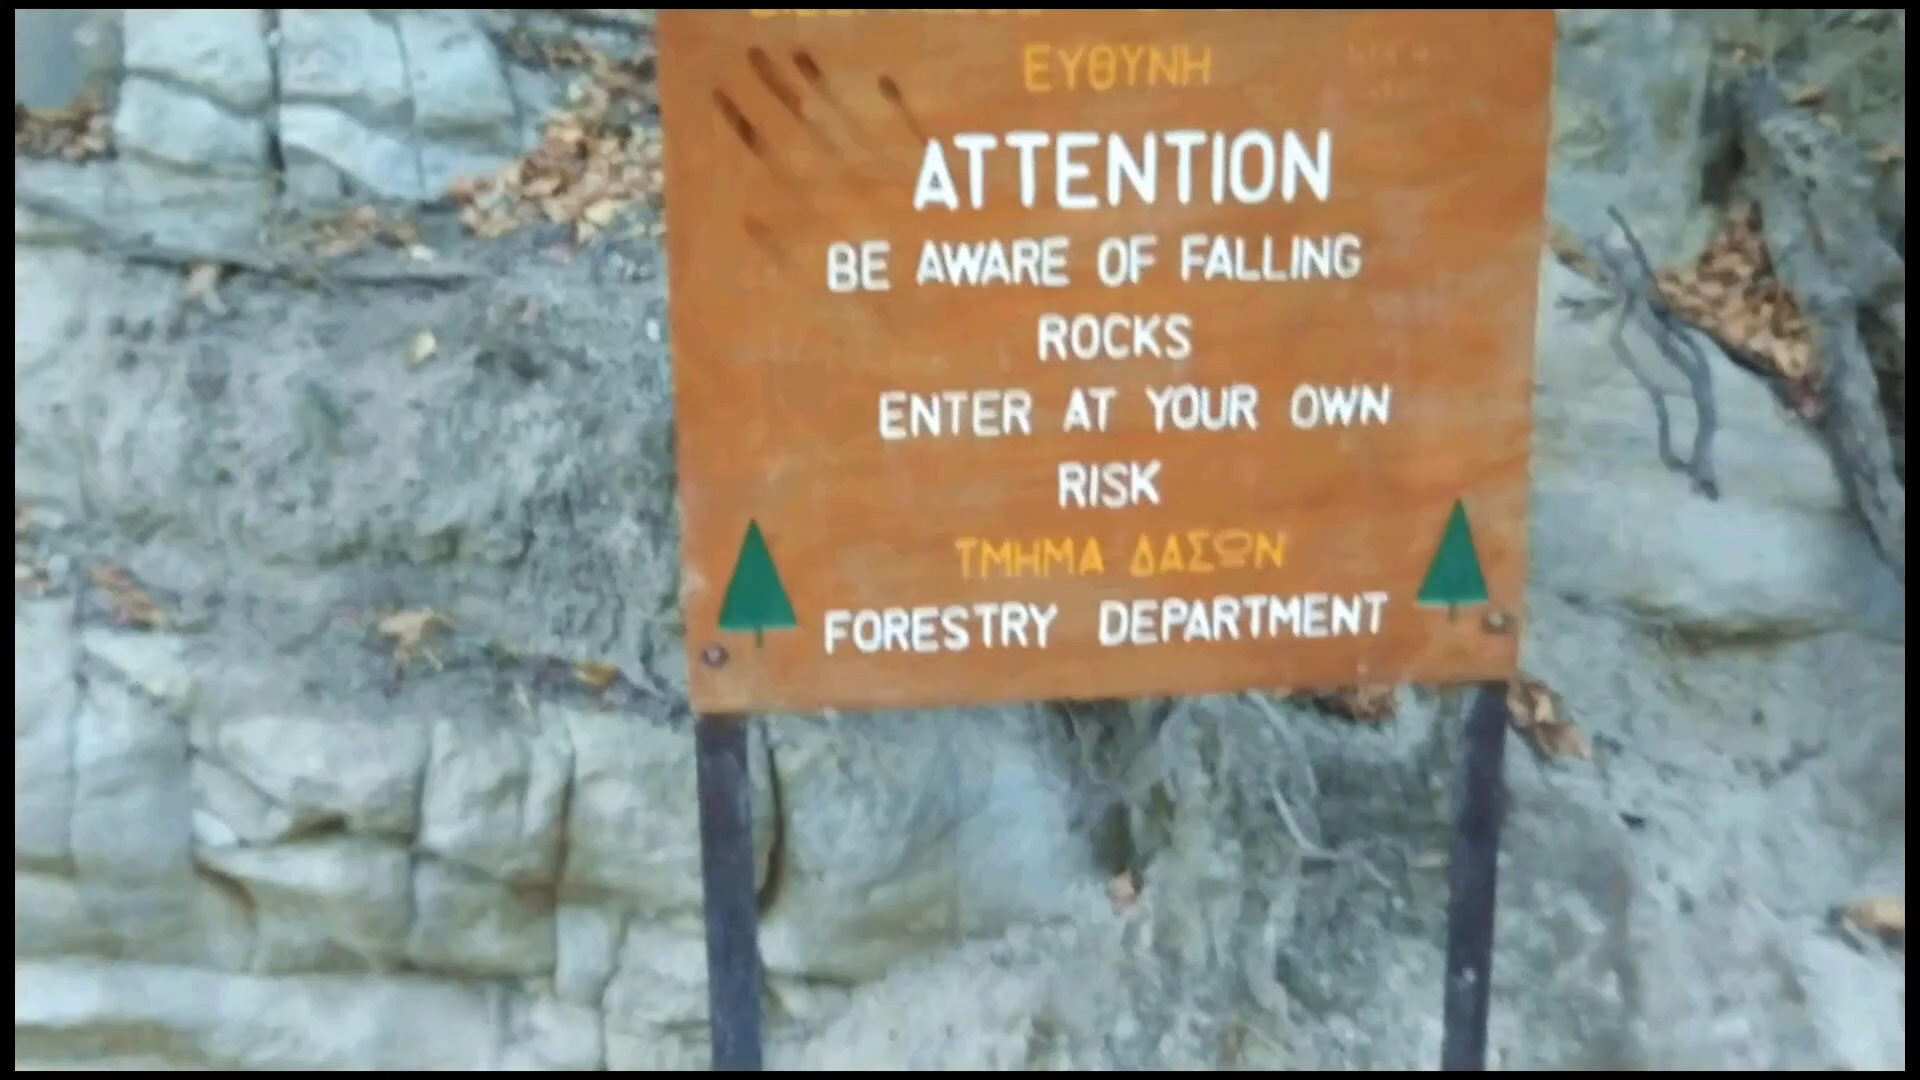 ΕΥΘΥΝΗ
ATTENTION
BE AWARE OF FALLING
ROCKS
ENTER AT YOUR OWN
RISK
ΤΜΗΜΑ ΔΑΣΩΝ
FORESTRY DEPARTMENT